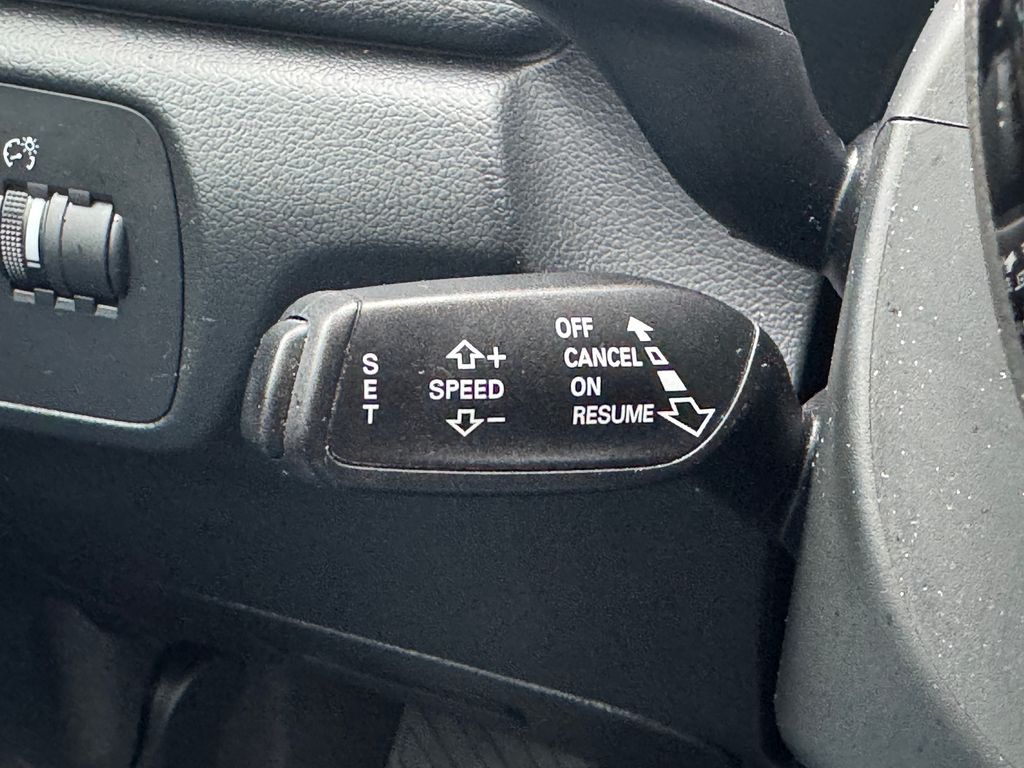 SET
+
SPEED
−
OFF
CANCEL
ON
RESUME